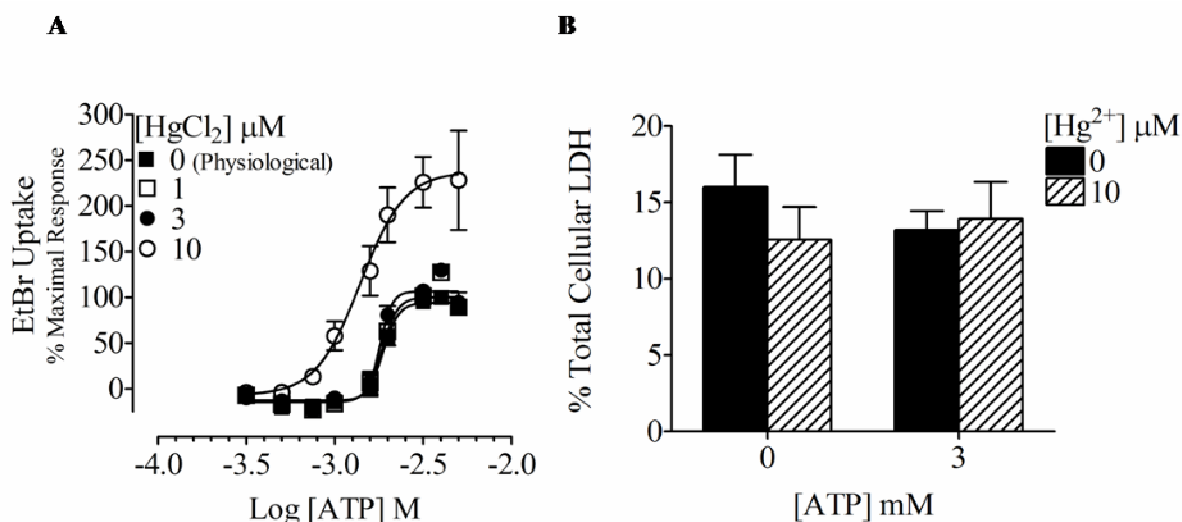 A
B
[HgCl2] μM
0 (Physiological)
1
3
10
EtBr Uptake
% Maximal Response
300
250
200
150
100
50
0
-4.0 -3.5 -3.0 -2.5 -2.0
Log [ATP] M
[Hg2+] μM
0
10
% Total Cellular LDH
20
15
10
5
0
0 3
[ATP] mM